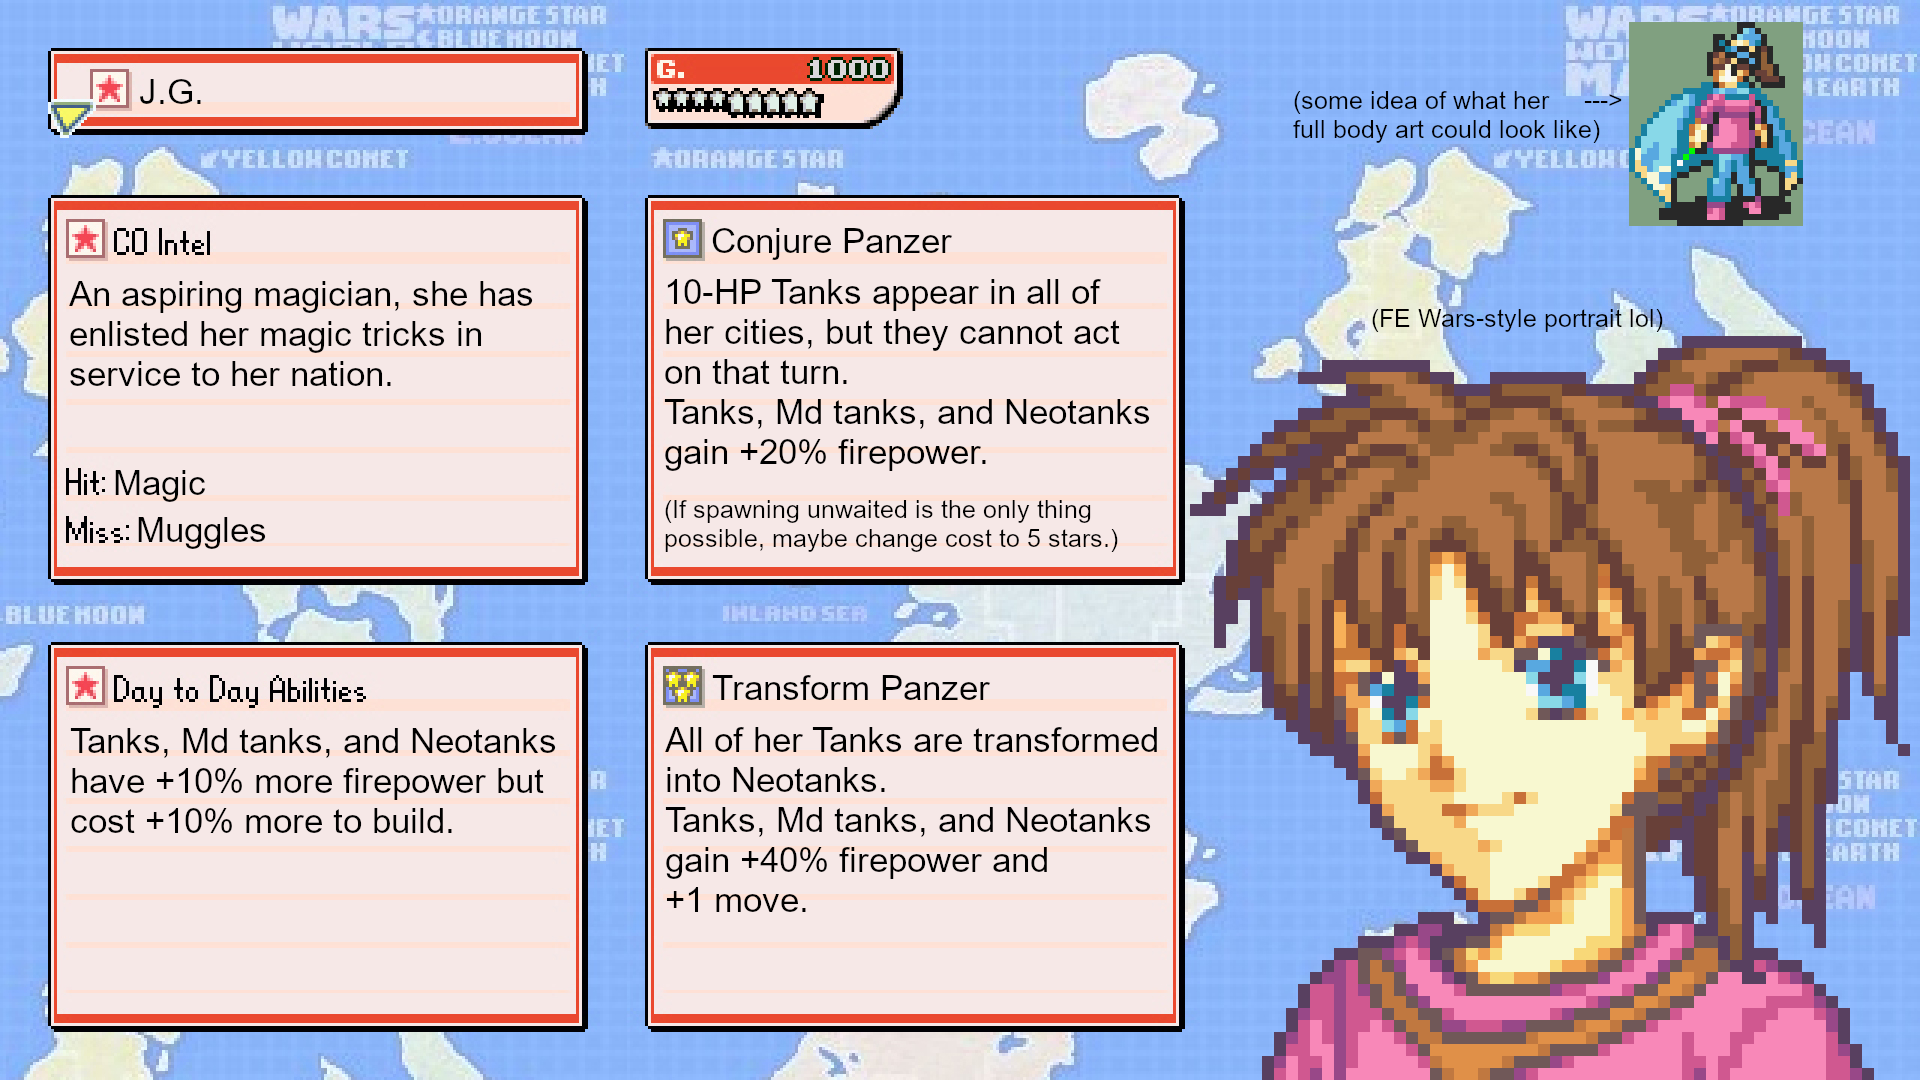 WARS ORANGE STAR
BLUE MOON
J.G.
G. 1000
(some idea of what her --->
full body art could look like)
YELLOW COMET
ORANGE STAR
CO Intel
An aspiring magician, she has
enlisted her magic tricks in
service to her nation.
Hit: Magic
Miss: Muggles
Conjure Panzer
10-HP Tanks appear in all of
her cities, but they cannot act
on that turn.
Tanks, Md tanks, and Neotanks
gain +20% firepower.
(If spawning unwaited is the only thing
possible, maybe change cost to 5 stars.)
(FE Wars-style portrait lol)
BLUE MOON
INLAND SEA
Day to Day Abilities
Tanks, Md tanks, and Neotanks
have +10% more firepower but
cost +10% more to build.
Transform Panzer
All of her Tanks are transformed
into Neotanks.
Tanks, Md tanks, and Neotanks
gain +40% firepower and
+1 move.